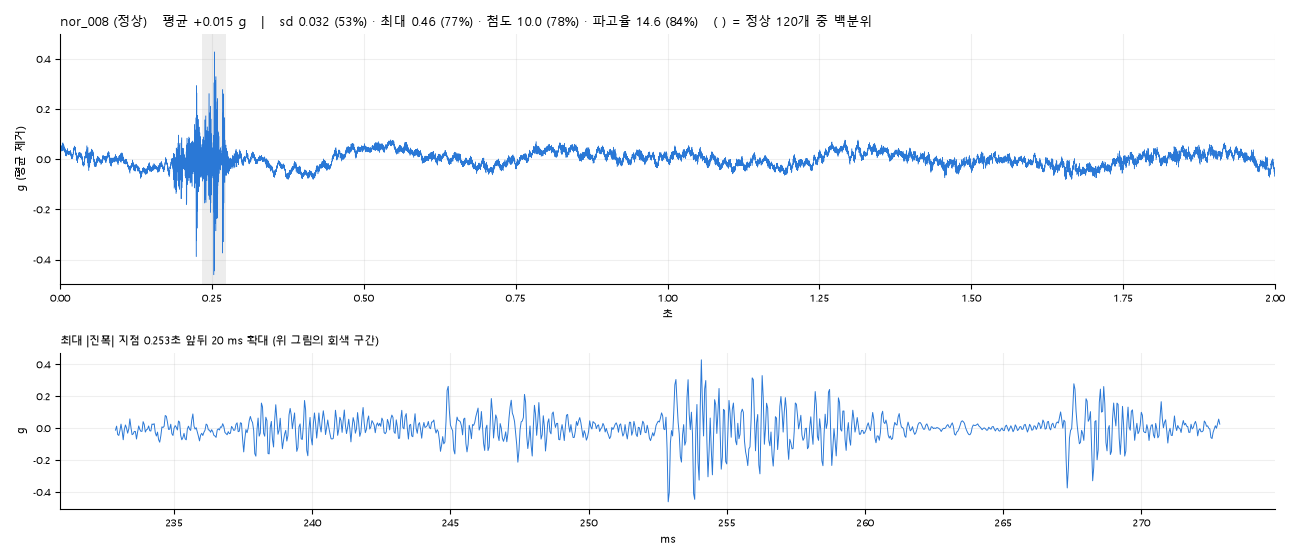 nor_008 (정상) 평균 +0.015 g | sd 0.032 (53%) · 최대 0.46 (77%) · 첨도 10.0 (78%) · 파고율 14.6 (84%) ( ) = 정상 120개 중 백분위
g (평균 제거)
0.4
0.2
0.0
-0.2
-0.4
0.00 0.25 0.50 0.75 1.00 1.25 1.50 1.75 2.00
초
최대 |진폭| 지점 0.253초 앞뒤 20 ms 확대 (위 그림의 회색 구간)
g
0.4
0.2
0.0
-0.2
-0.4
235 240 245 250 255 260 265 270
ms